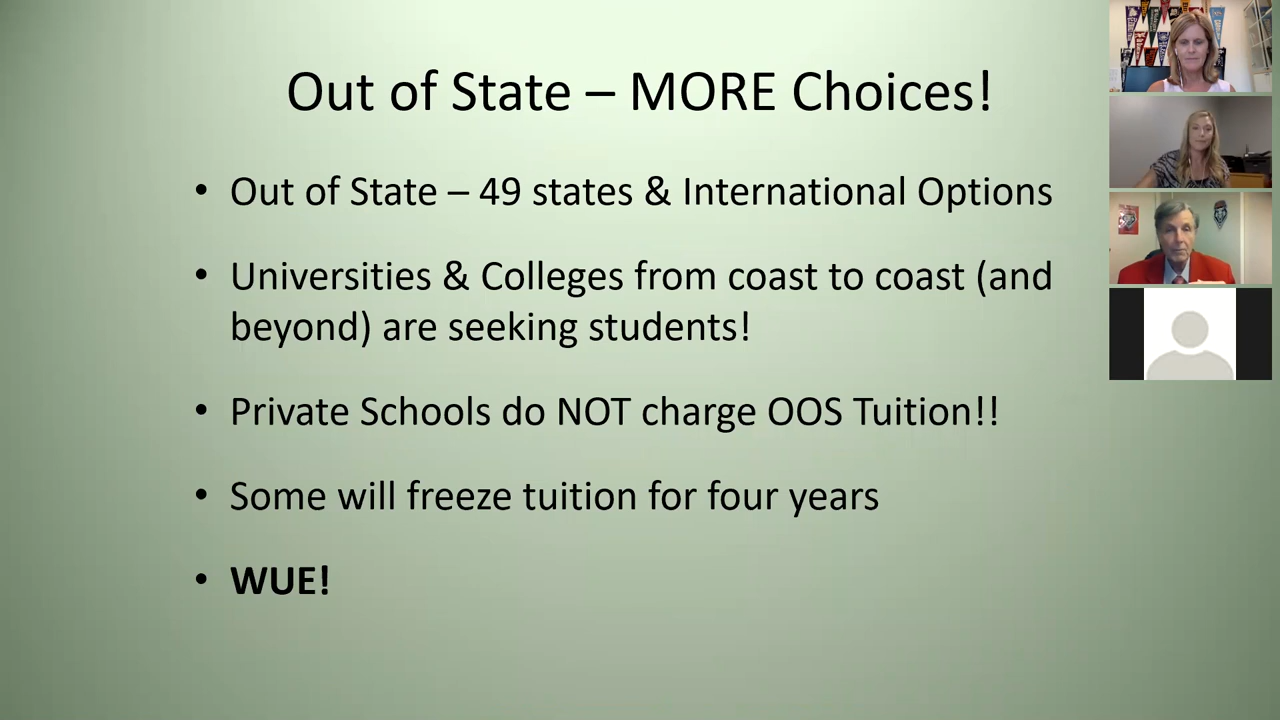 Out of State – MORE Choices!
• Out of State – 49 states & International Options
• Universities & Colleges from coast to coast (and
beyond) are seeking students!
• Private Schools do NOT charge OOS Tuition!!
• Some will freeze tuition for four years
• WUE!